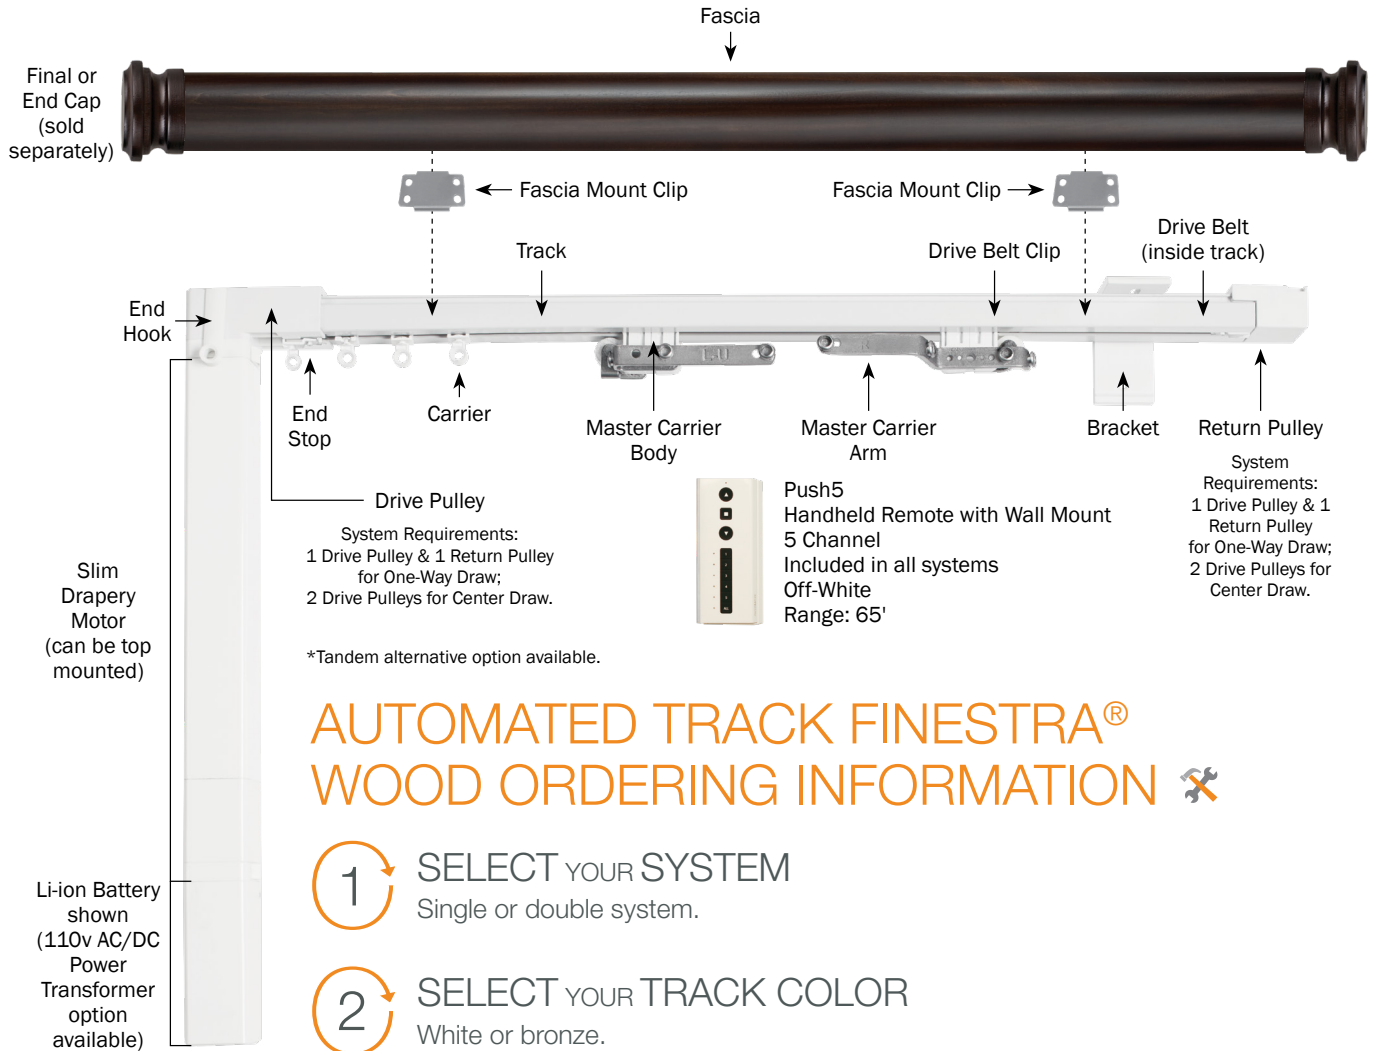 Fascia
Final or
End Cap
(sold
separately)
Fascia Mount Clip
Fascia Mount Clip
Drive Belt
(inside track)
Track
Drive Belt Clip
End
Hook
End
Stop
Carrier
Master Carrier
Body
Master Carrier
Arm
Bracket
Return Pulley
System
Requirements:
1 Drive Pulley & 1
Return Pulley
for One-Way Draw;
2 Drive Pulleys for
Center Draw.
Drive Pulley
System Requirements:
1 Drive Pulley & 1 Return Pulley
for One-Way Draw;
2 Drive Pulleys for Center Draw.
Push5
Handheld Remote with Wall Mount
5 Channel
Included in all systems
Off-White
Range: 65'
Slim
Drapery
Motor
(can be top
mounted)
*Tandem alternative option available.
AUTOMATED TRACK FINESTRA®
WOOD ORDERING INFORMATION
1
SELECT YOUR SYSTEM
Single or double system.
Li-ion Battery
shown
(110v AC/DC
Power
Transformer
option
available)
2
SELECT YOUR TRACK COLOR
White or bronze.